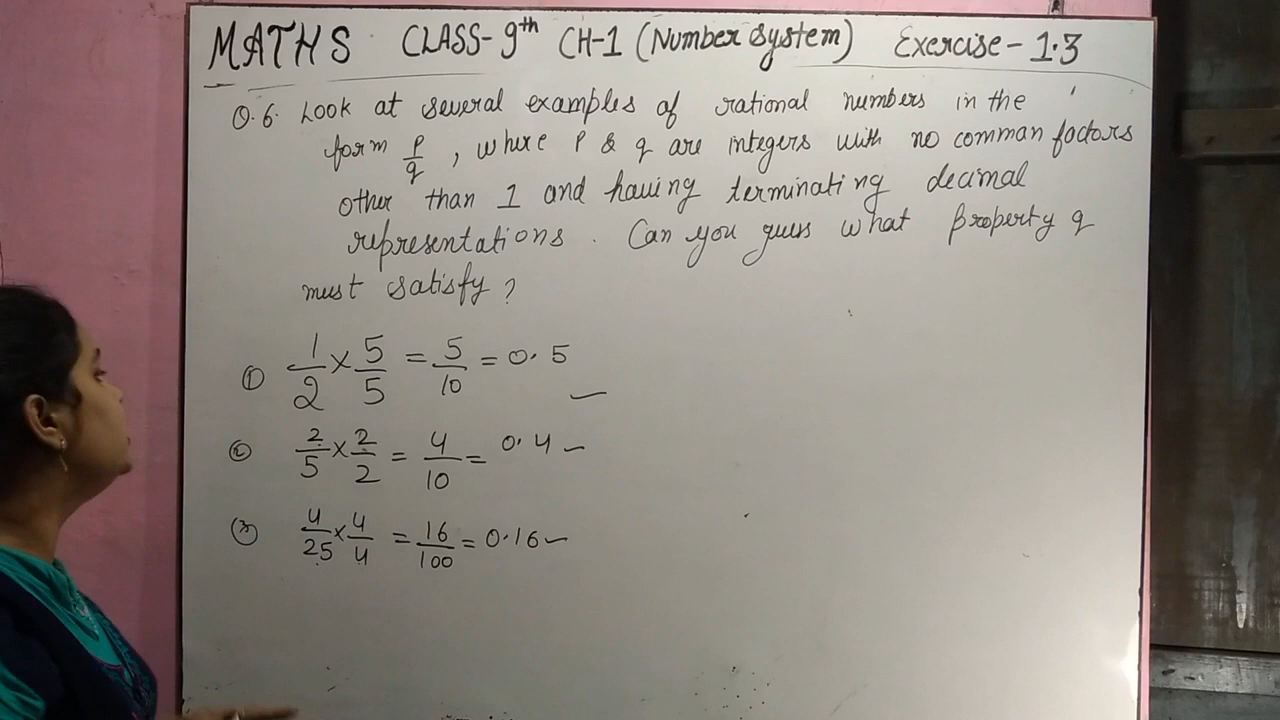 MATHS CLASS-9th CH-1 (Number System) Exercise-1.3
Q.6. Look at several examples of rational numbers in the
form p/q, where P & q are integers with no comman factors
other than 1 and having terminating decimal
representations. Can you guess what property q
must satisfy?
① 1/2 × 5/5 = 5/10 = 0.5
② 2/5 × 2/2 = 4/10 = 0.4
③ 4/25 × 4/4 = 16/100 = 0.16